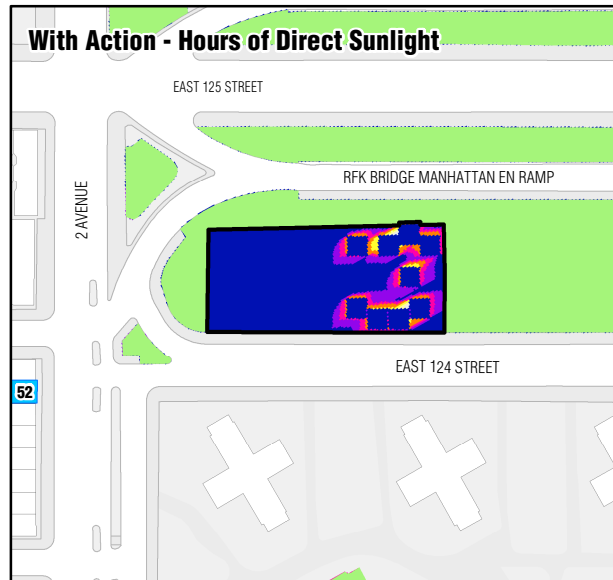 With Action - Hours of Direct Sunlight
EAST 125 STREET
RFK BRIDGE MANHATTAN EN RAMP
2 AVENUE
EAST 124 STREET
52